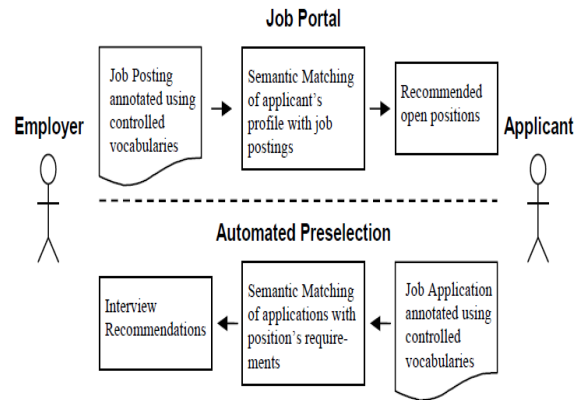 Job Portal
Employer
Job Posting
annotated using
controlled
vocabularies
Semantic Matching
of applicant's
profile with job
postings
Recommended
open positions
Applicant
Automated Preselection
Interview
Recommendations
Semantic Matching
of applications with
position's require-
ments
Job Application
annotated using
controlled
vocabularies